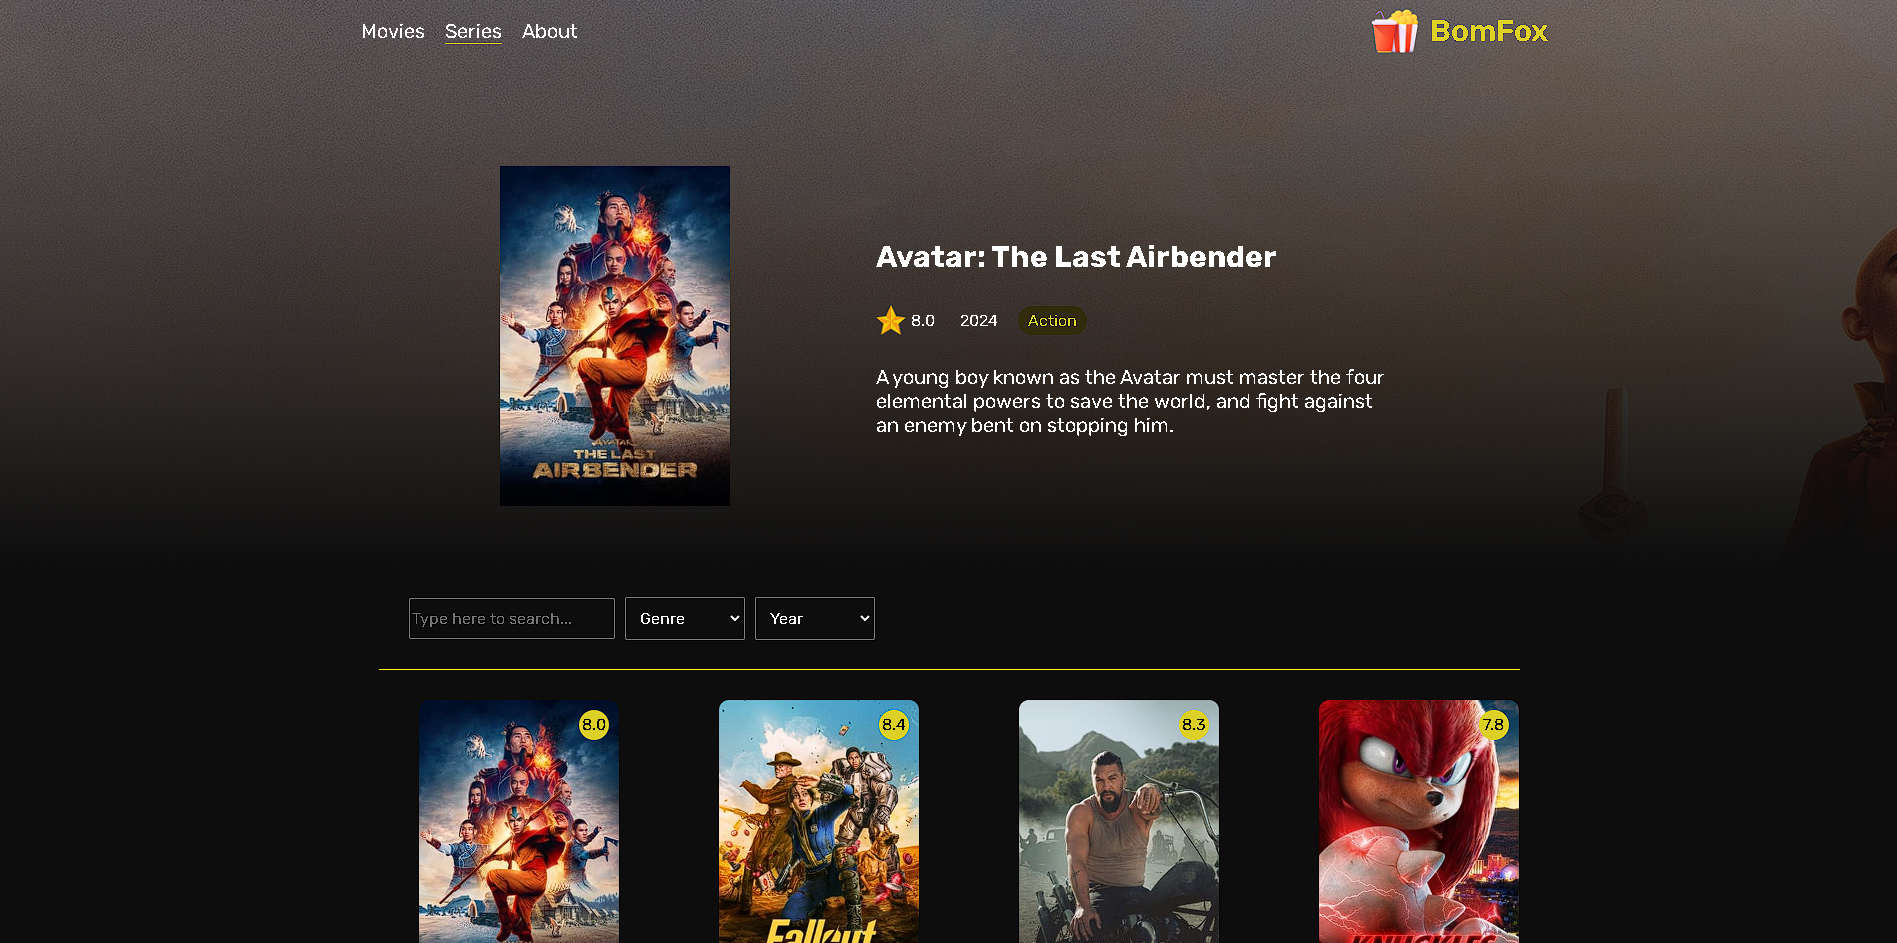 Movies Series About BomFox
Avatar: The Last Airbender
8.0 2024 Action
A young boy known as the Avatar must master the four
elemental powers to save the world, and fight against
an enemy bent on stopping him.
AVATAR
THE LAST
AIRBENDER
Type here to search... Genre Year
8.0 8.4 8.3 7.8
Fallout
KNUCKLES